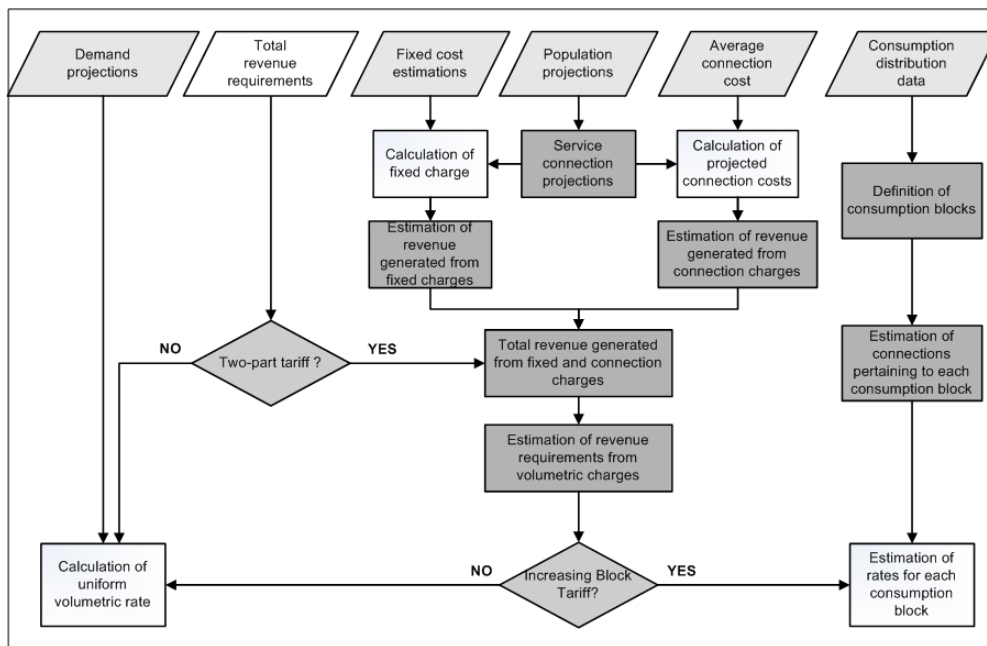 Demand
projections
Total
revenue
requirements
Fixed cost
estimations
Population
projections
Average
connection
cost
Consumption
distribution
data
Calculation of
fixed charge
Service
connection
projections
Calculation of
projected
connection costs
Definition of
consumption blocks
Estimation of
revenue
generated from
fixed charges
Estimation of revenue
generated from
connection charges
NO
Two-part tariff ?
YES
Total revenue generated
from fixed and connection
charges
Estimation of
connections
pertaining to each
consumption block
Estimation of revenue
requirements from
volumetric charges
Calculation of
uniform
volumetric rate
NO
Increasing Block
Tariff?
YES
Estimation of
rates for each
consumption
block